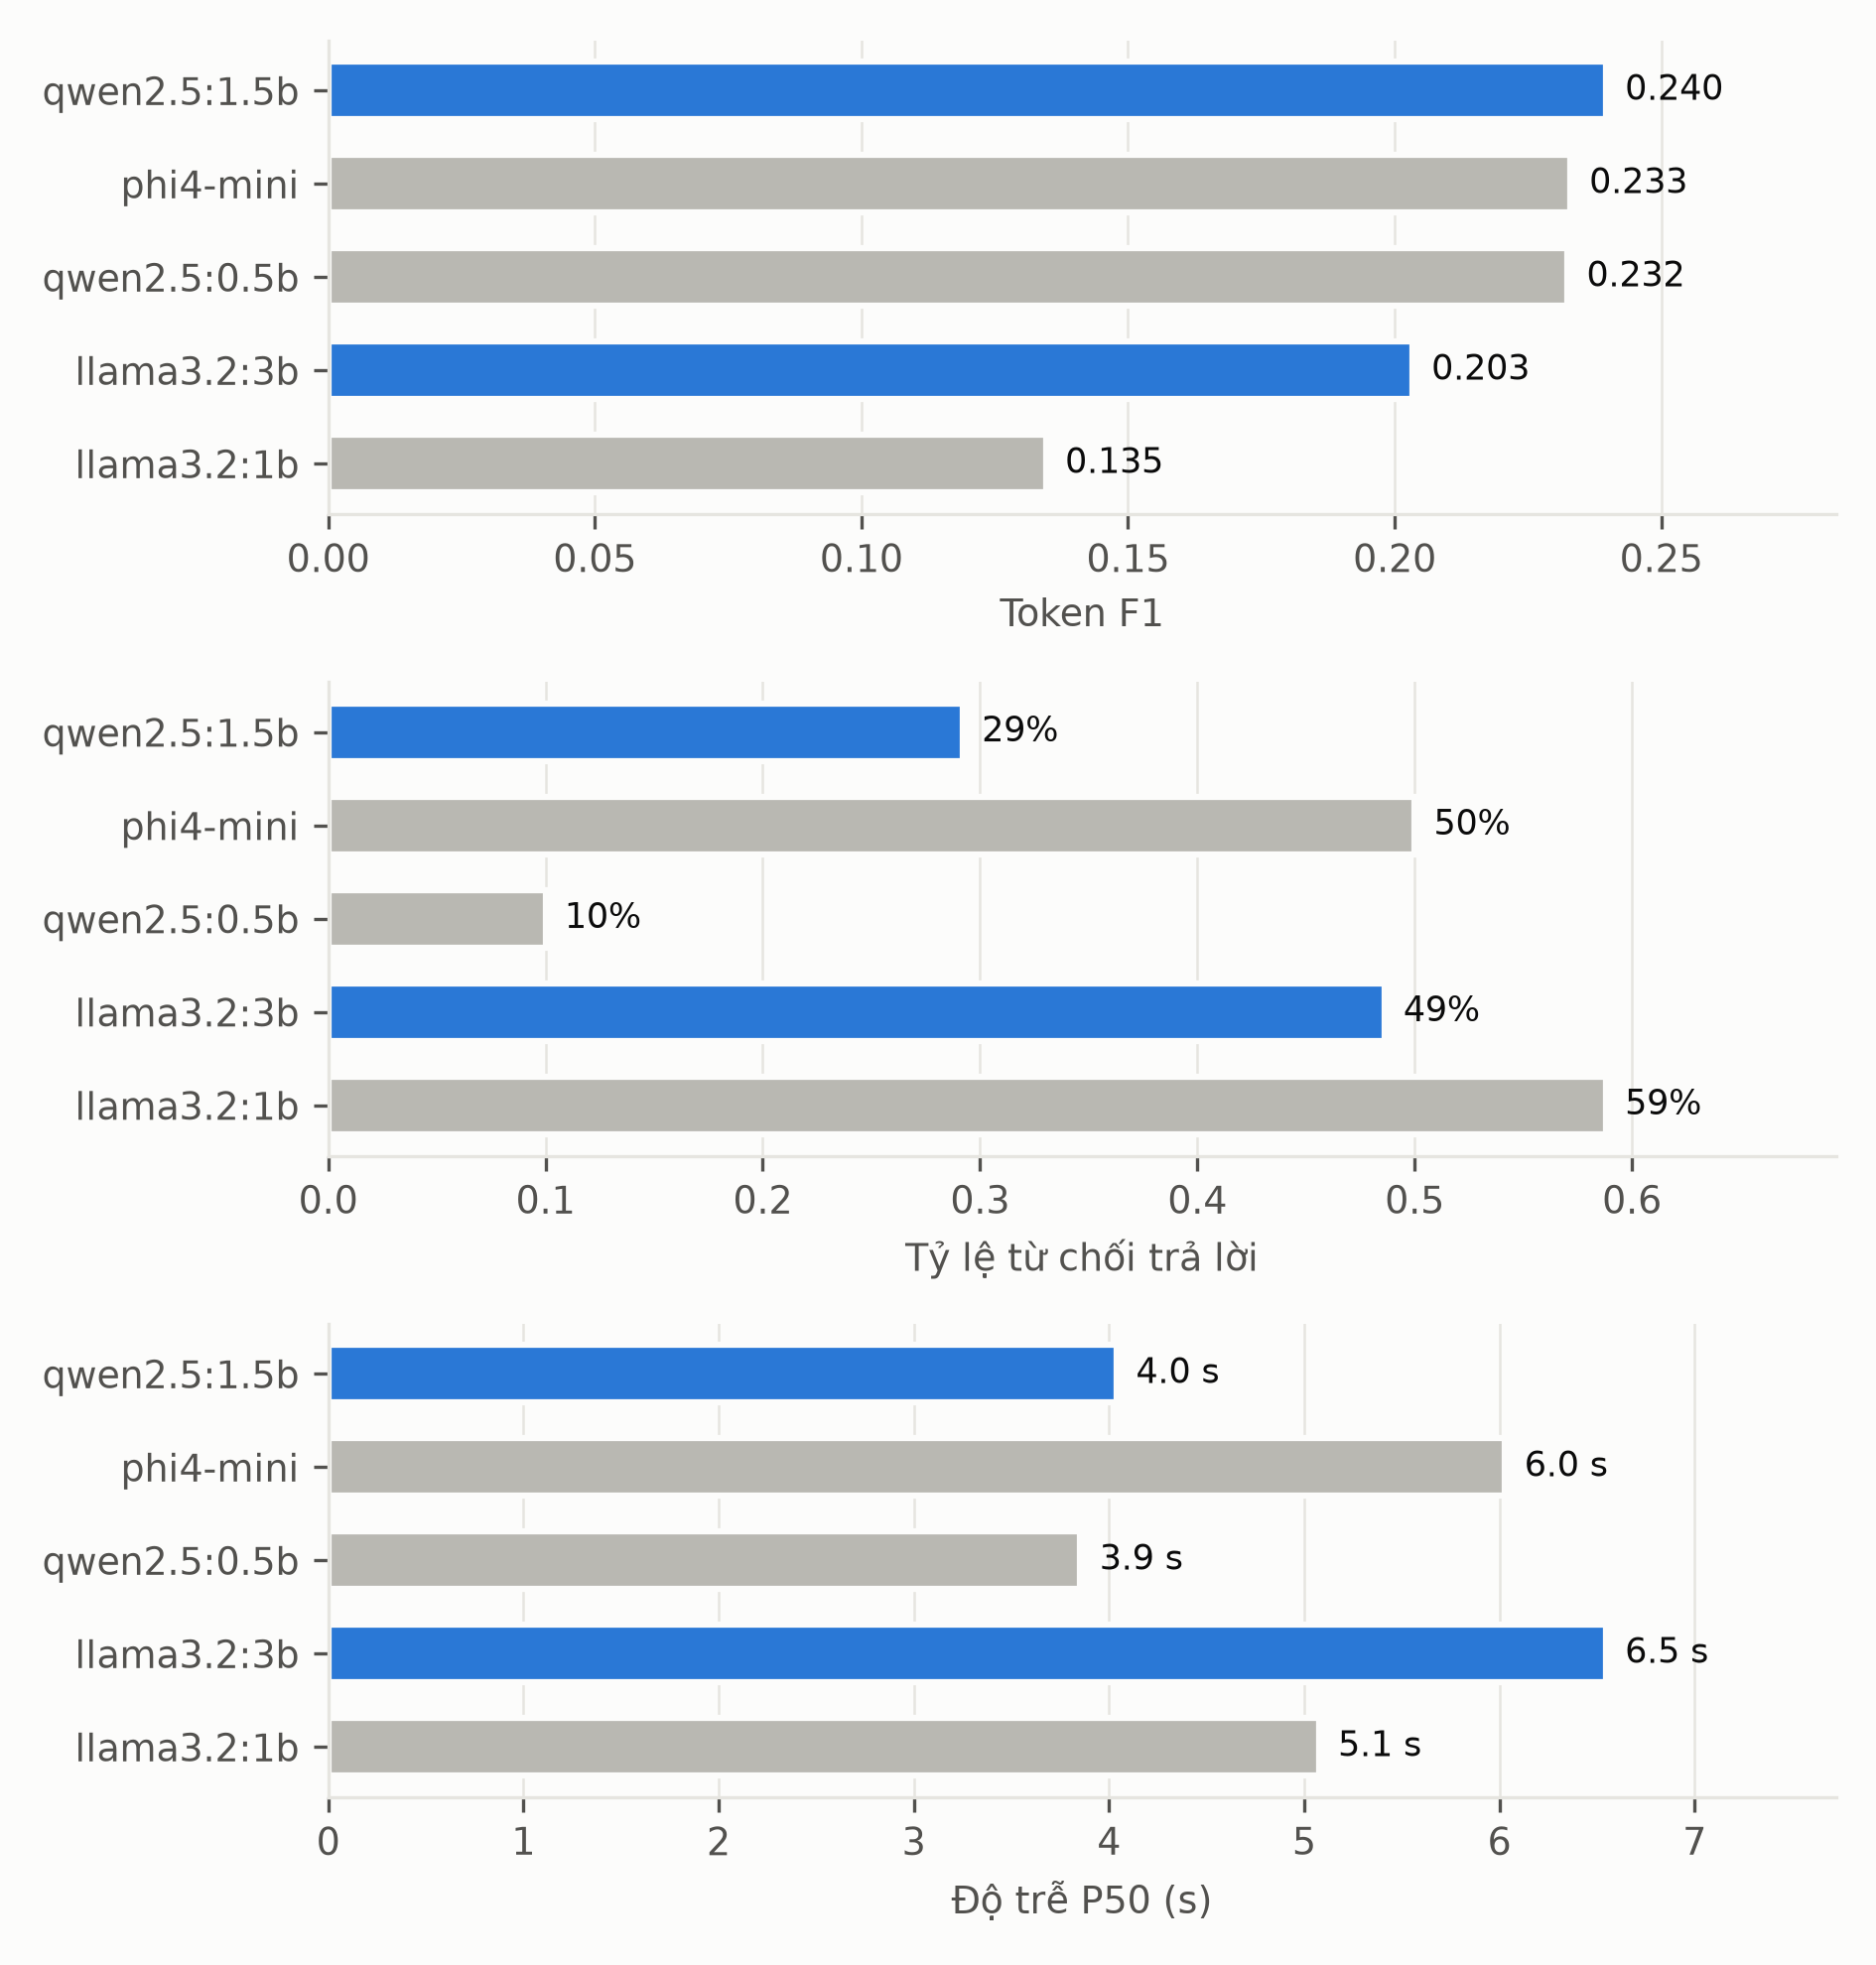 qwen2.5:1.5b 0.240
phi4-mini 0.233
qwen2.5:0.5b 0.232
llama3.2:3b 0.203
llama3.2:1b 0.135
0.00 0.05 0.10 0.15 0.20 0.25
Token F1
qwen2.5:1.5b 29%
phi4-mini 50%
qwen2.5:0.5b 10%
llama3.2:3b 49%
llama3.2:1b 59%
0.0 0.1 0.2 0.3 0.4 0.5 0.6
Tỷ lệ từ chối trả lời
qwen2.5:1.5b 4.0 s
phi4-mini 6.0 s
qwen2.5:0.5b 3.9 s
llama3.2:3b 6.5 s
llama3.2:1b 5.1 s
0 1 2 3 4 5 6 7
Độ trễ P50 (s)